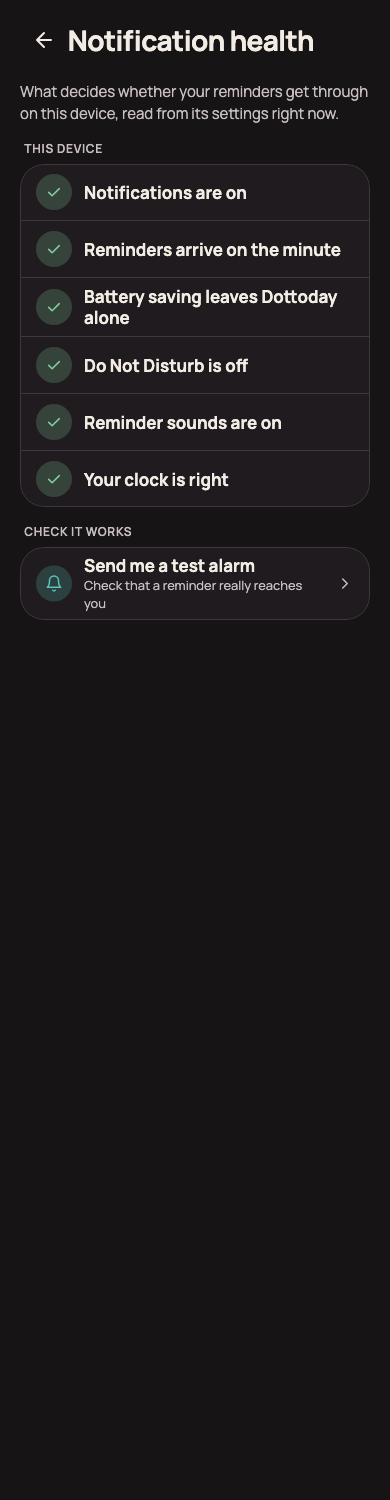 Notification health
What decides whether your reminders get through
on this device, read from its settings right now.
THIS DEVICE
Notifications are on
Reminders arrive on the minute
Battery saving leaves Dottoday
alone
Do Not Disturb is off
Reminder sounds are on
Your clock is right
CHECK IT WORKS
Send me a test alarm
Check that a reminder really reaches
you